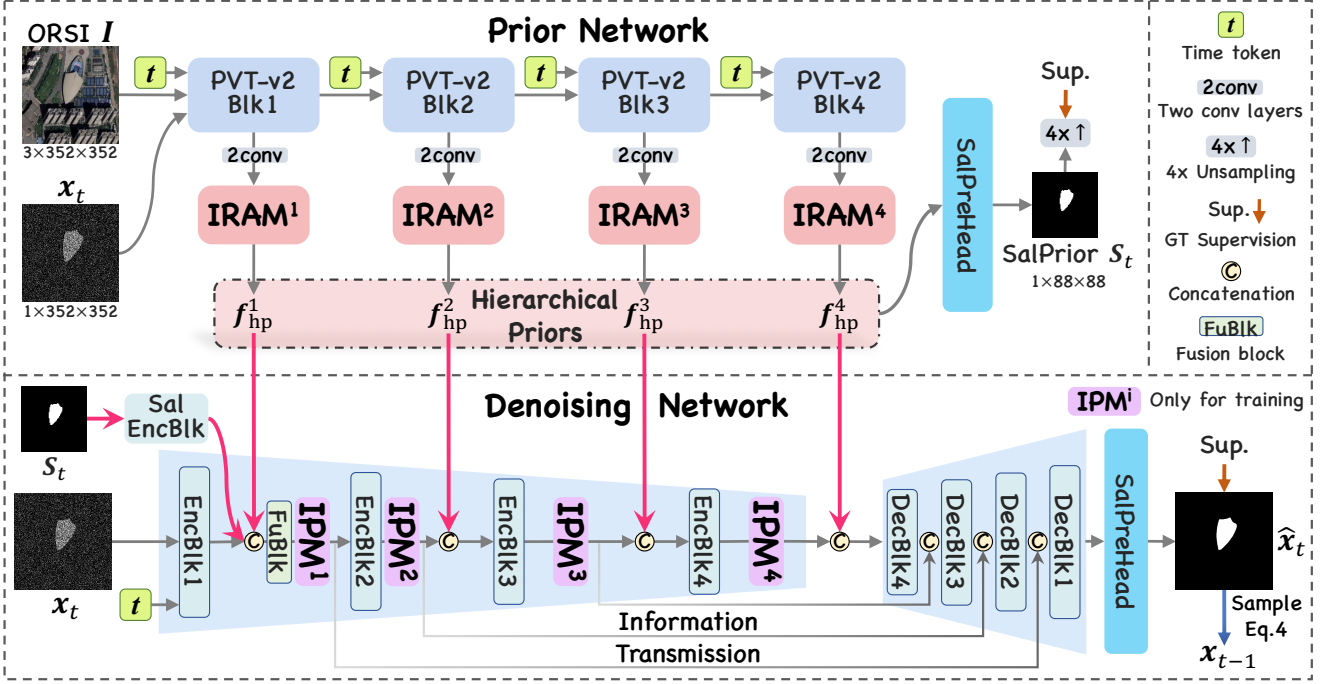 Prior Network
ORSI I
3×352×352
x_t
1×352×352
t
t
t
t
PVT-v2
Blk1
PVT-v2
Blk2
PVT-v2
Blk3
PVT-v2
Blk4
2conv
2conv
2conv
2conv
IRAM¹
IRAM²
IRAM³
IRAM⁴
Hierarchical
Priors
f¹_hp
f²_hp
f³_hp
f⁴_hp
SalPreHead
Sup.
4x ↑
SalPrior S_t
1×88×88
t
Time token
2conv
Two conv layers
4x ↑
4x Unsampling
Sup.
GT Supervision
C
Concatenation
FuBlk
Fusion block
Denoising Network
IPMⁱ Only for training
S_t
Sal
EncBlk
x_t
t
EncBlk1
C
FuBlk
IPM¹
EncBlk2
IPM²
C
EncBlk3
IPM³
C
EncBlk4
IPM⁴
C
DecBlk4
C
DecBlk3
C
DecBlk2
C
DecBlk1
SalPreHead
Sup.
x̂_t
Sample
Eq.4
x_{t−1}
Information
Transmission